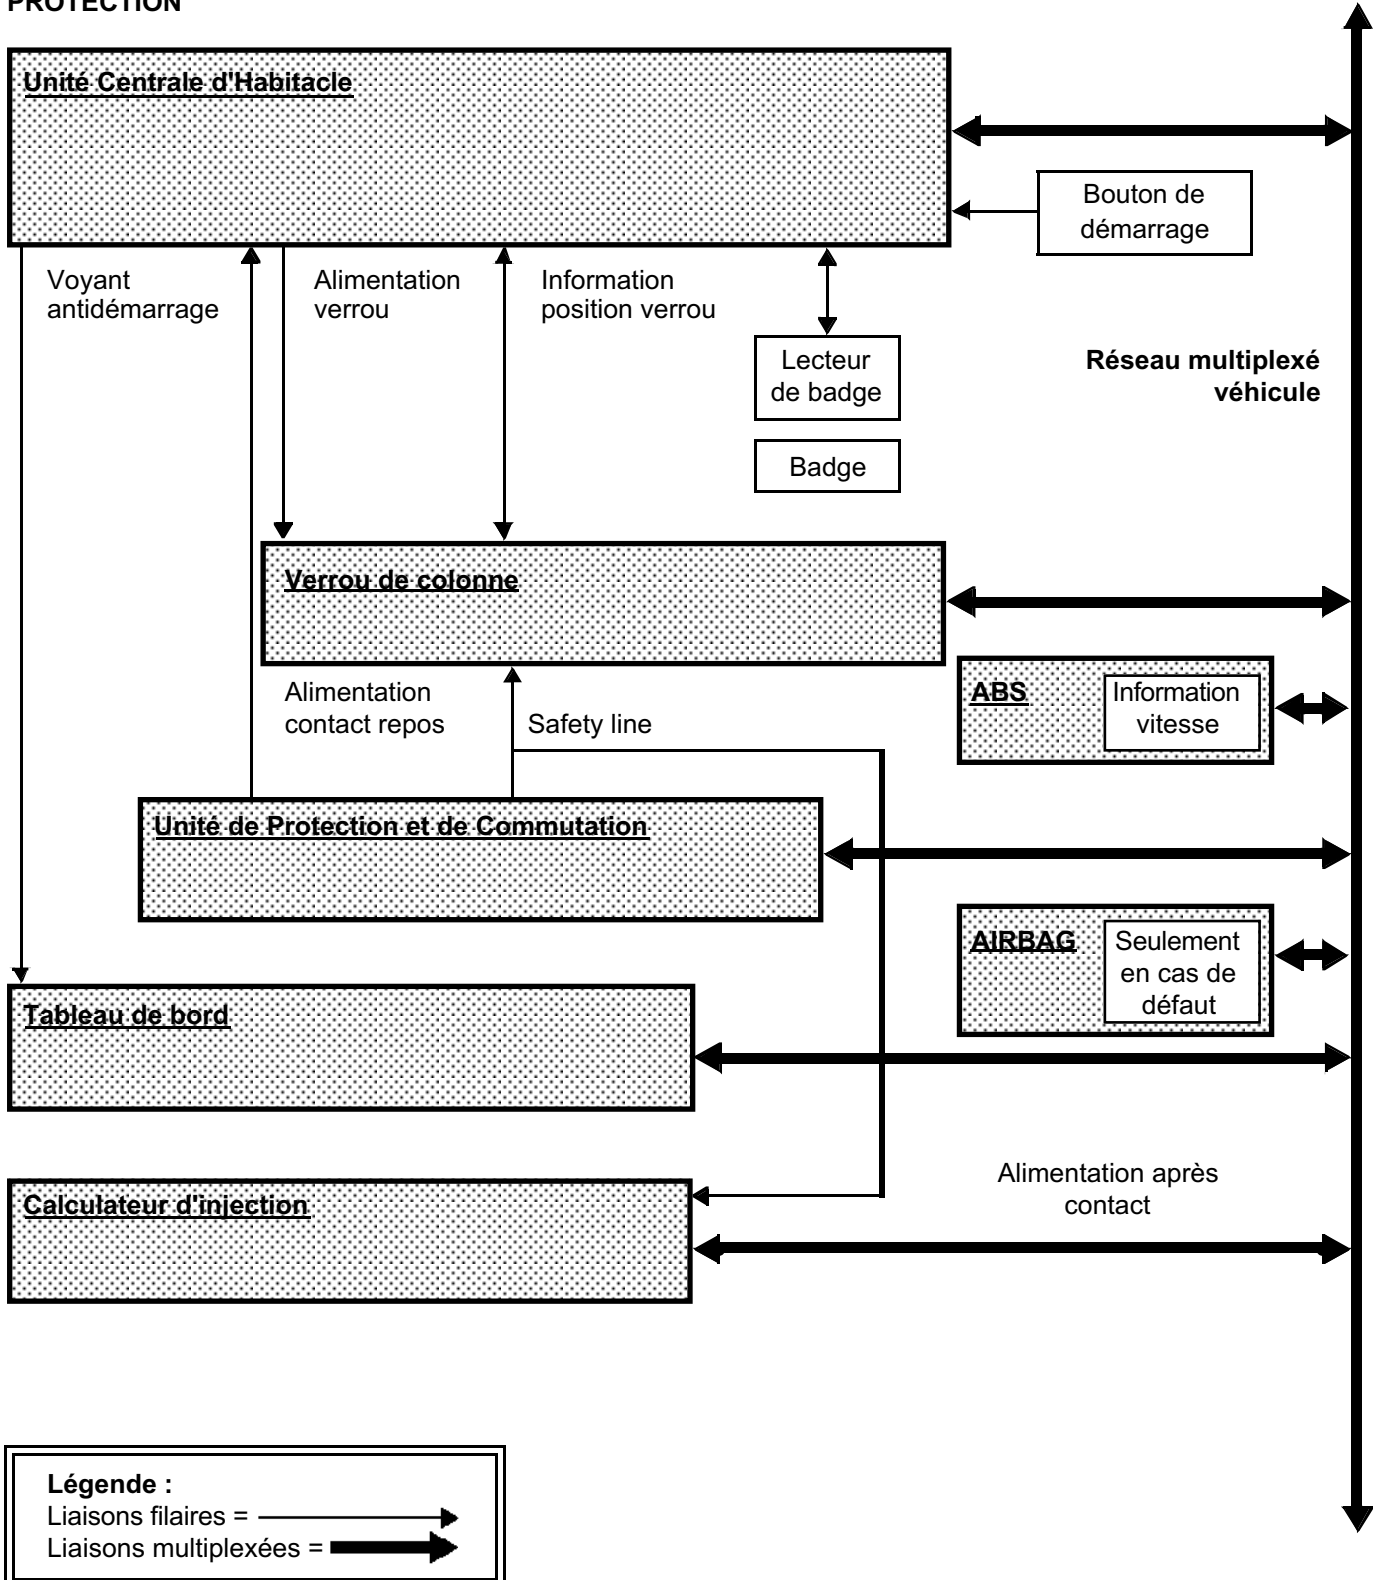 PROTECTION
Unité Centrale d'Habitacle
Bouton de
démarrage
Voyant
antidémarrage
Alimentation
verrou
Information
position verrou
Lecteur
de badge
Badge
Réseau multiplexé
véhicule
Verrou de colonne
Alimentation
contact repos
Safety line
ABS
Information
vitesse
Unité de Protection et de Commutation
AIRBAG
Seulement
en cas de
défaut
Tableau de bord
Calculateur d'injection
Alimentation après
contact
Légende :
Liaisons filaires =
Liaisons multiplexées =